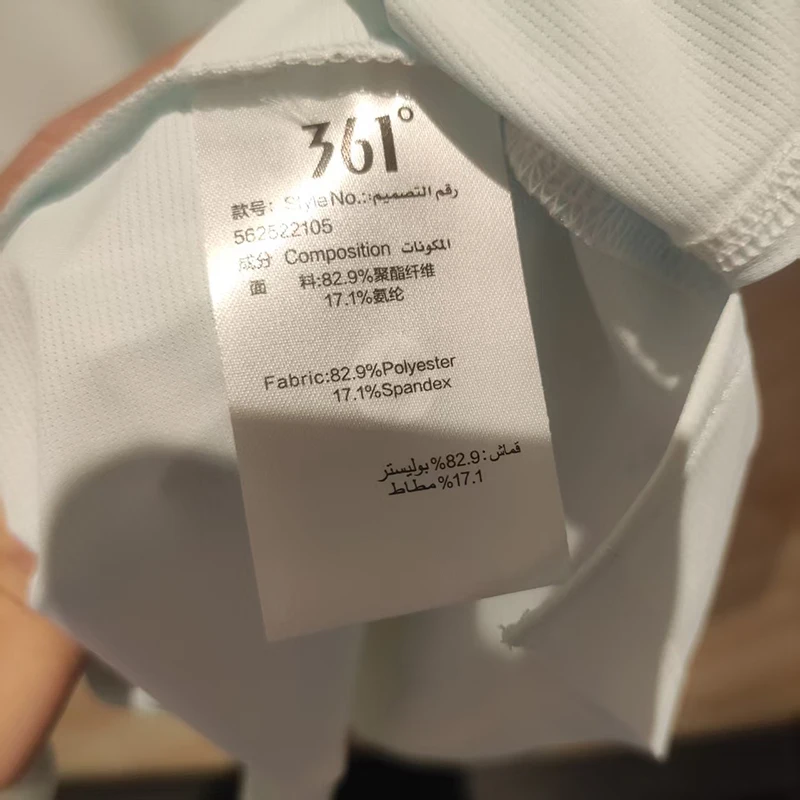 361°
款号: Style No.: رقم التصميم:
562522105
成分 Composition المكونات
面 料:82.9%聚酯纤维
17.1%氨纶
Fabric:82.9%Polyester
17.1%Spandex
قماش: 82.9%بوليستر
17.1%مطاط